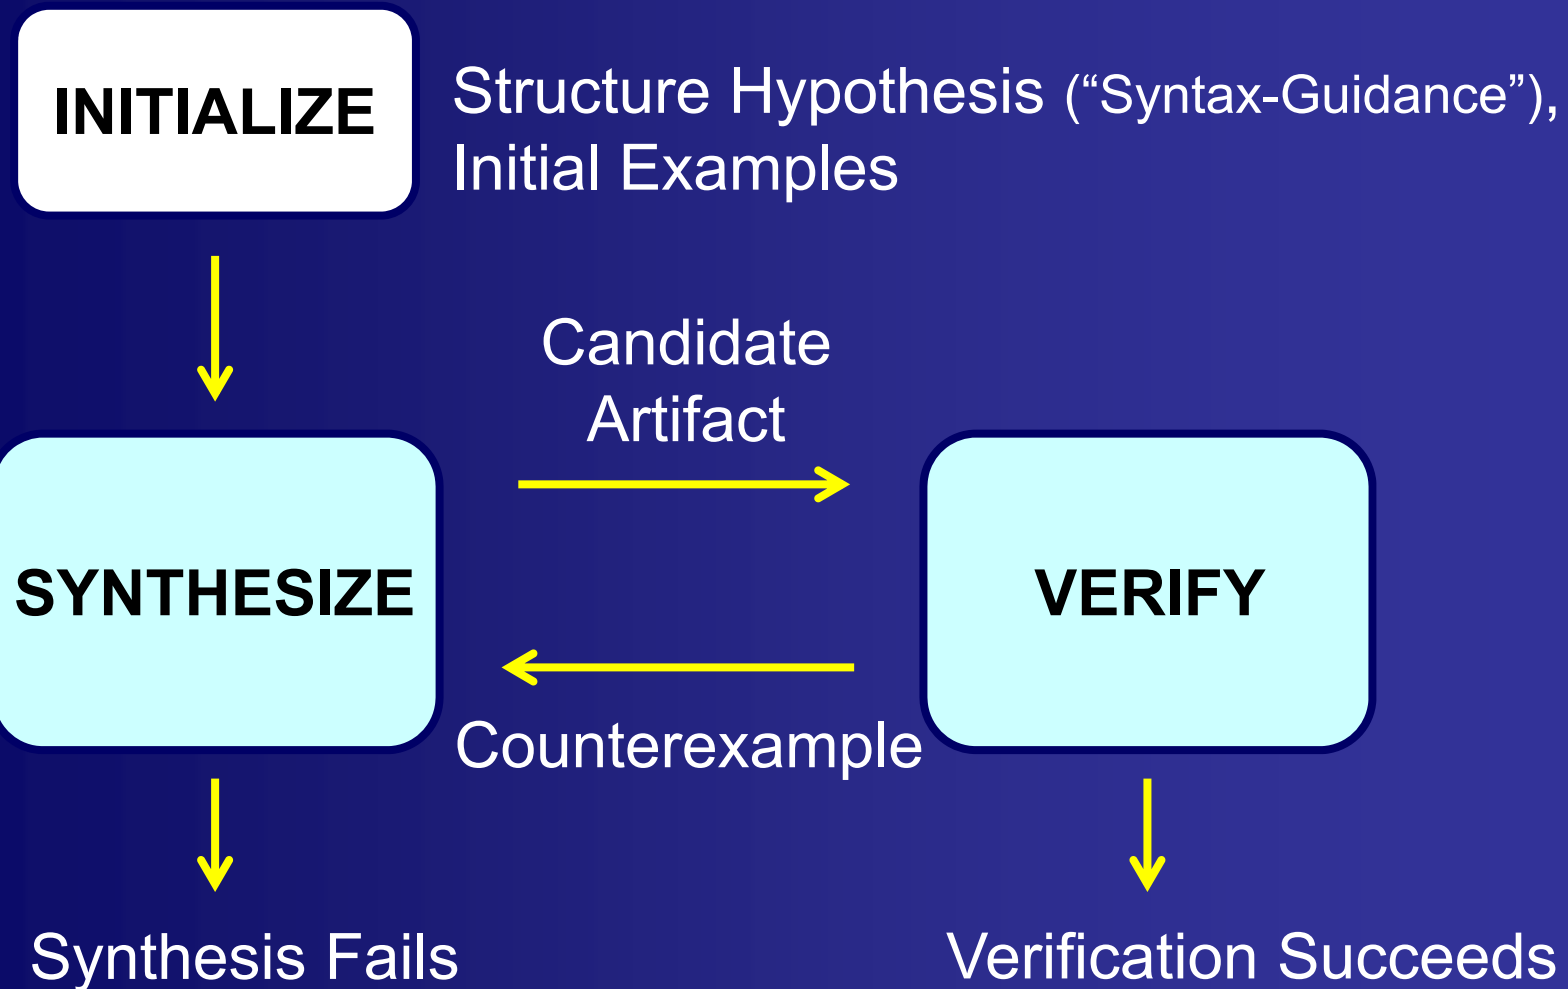 INITIALIZE
Structure Hypothesis (“Syntax-Guidance”),
Initial Examples
Candidate
Artifact
SYNTHESIZE
VERIFY
Counterexample
Synthesis Fails
Verification Succeeds